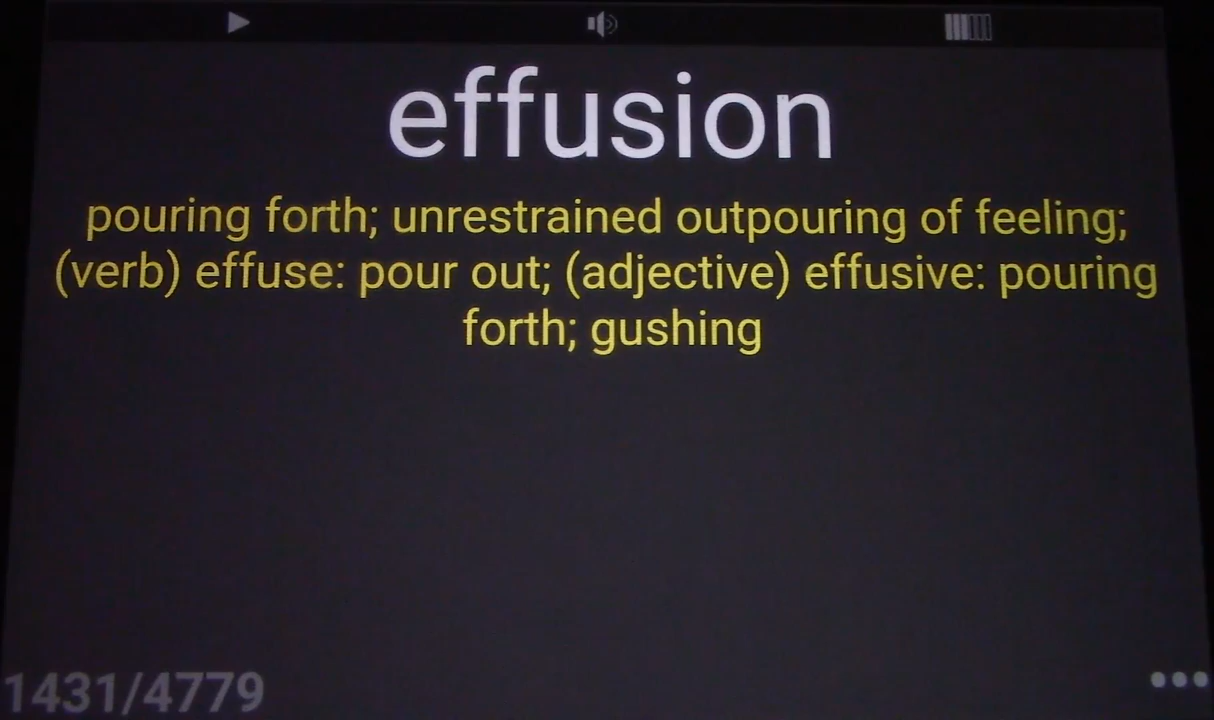 effusion
pouring forth; unrestrained outpouring of feeling;
(verb) effuse: pour out; (adjective) effusive: pouring
forth; gushing
1431/4779